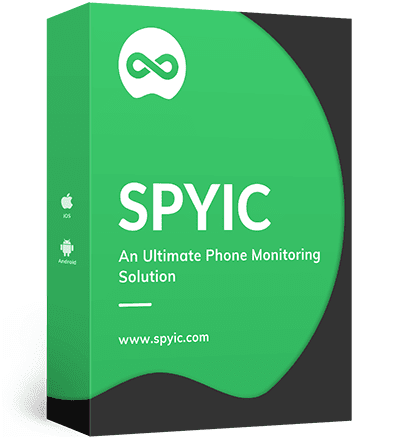 SPYIC
An Ultimate Phone Monitoring
Solution
www.spyic.com
iOS
Android